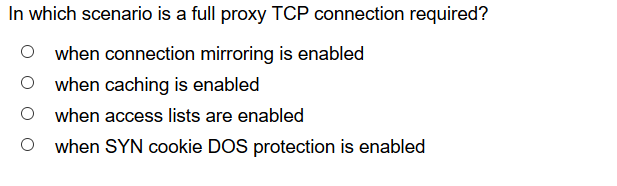 In which scenario is a full proxy TCP connection required?
when connection mirroring is enabled
when caching is enabled
when access lists are enabled
when SYN cookie DOS protection is enabled